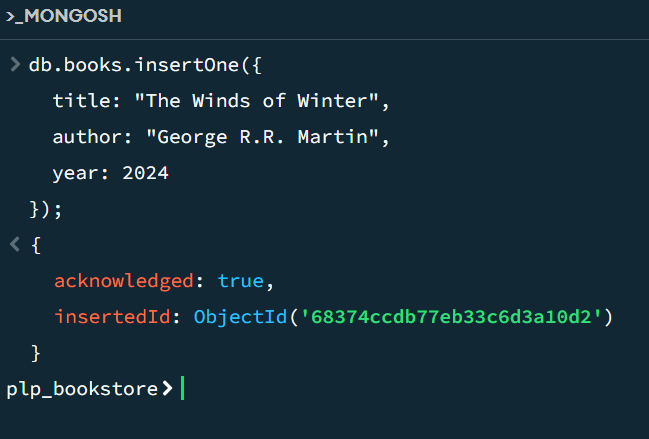 >_MONGOSH
> db.books.insertOne({
title: "The Winds of Winter",
author: "George R.R. Martin",
year: 2024
});
< {
acknowledged: true,
insertedId: ObjectId('68374ccdb77eb33c6d3a10d2')
}
plp_bookstore>